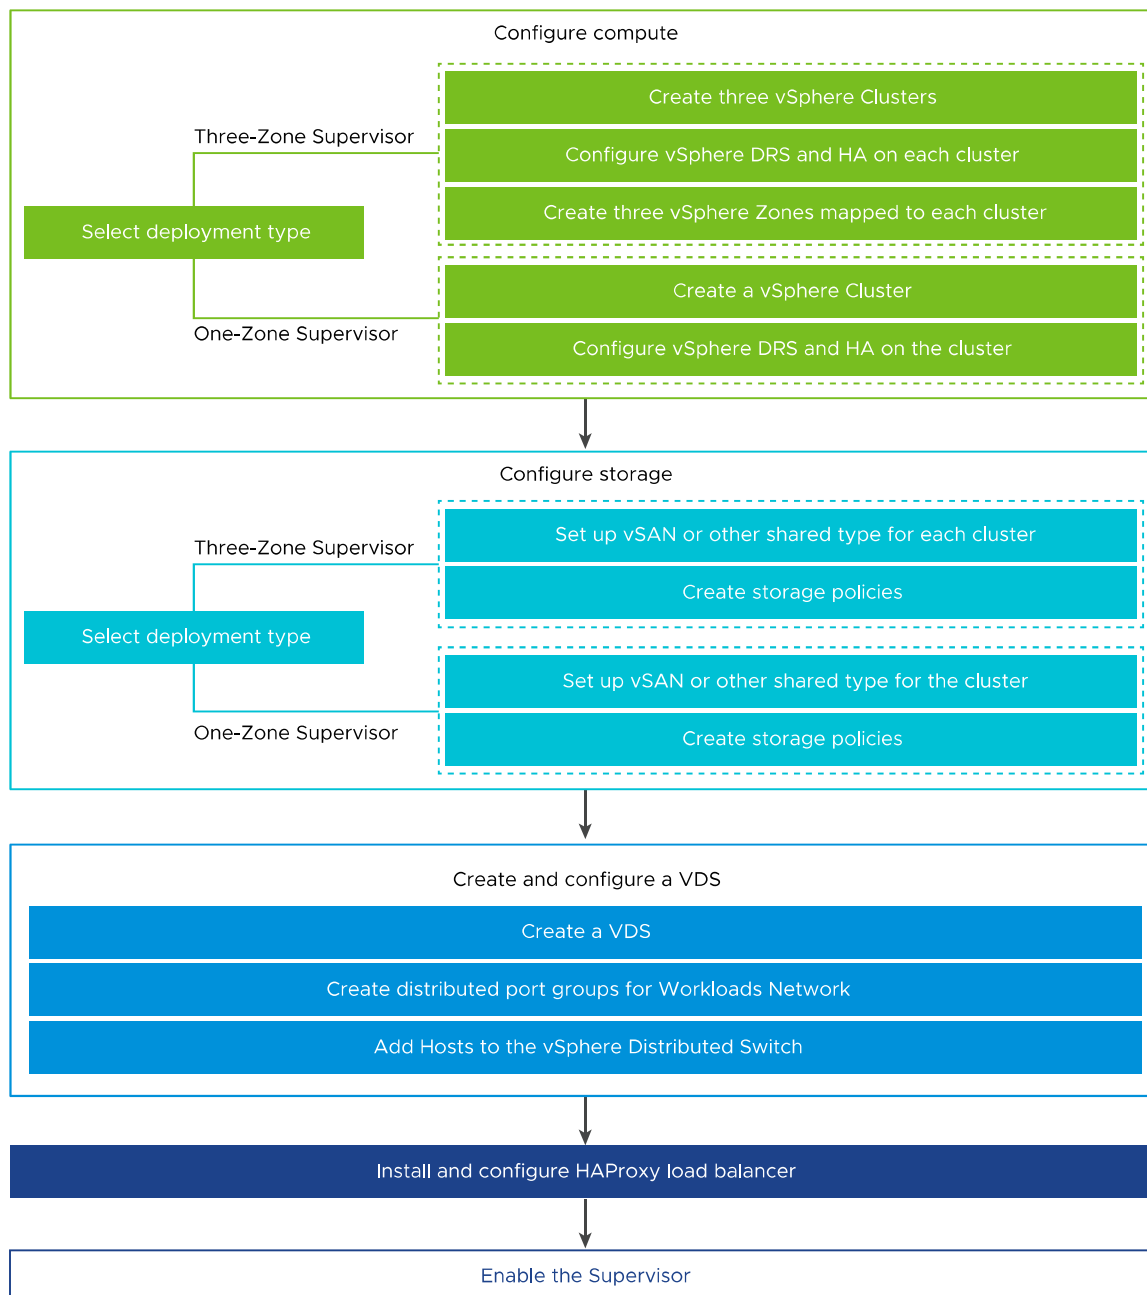 Configure compute
Create three vSphere Clusters
Three-Zone Supervisor
Configure vSphere DRS and HA on each cluster
Create three vSphere Zones mapped to each cluster
Select deployment type
Create a vSphere Cluster
One-Zone Supervisor
Configure vSphere DRS and HA on the cluster
Configure storage
Set up vSAN or other shared type for each cluster
Three-Zone Supervisor
Create storage policies
Select deployment type
Set up vSAN or other shared type for the cluster
One-Zone Supervisor
Create storage policies
Create and configure a VDS
Create a VDS
Create distributed port groups for Workloads Network
Add Hosts to the vSphere Distributed Switch
Install and configure HAProxy load balancer
Enable the Supervisor